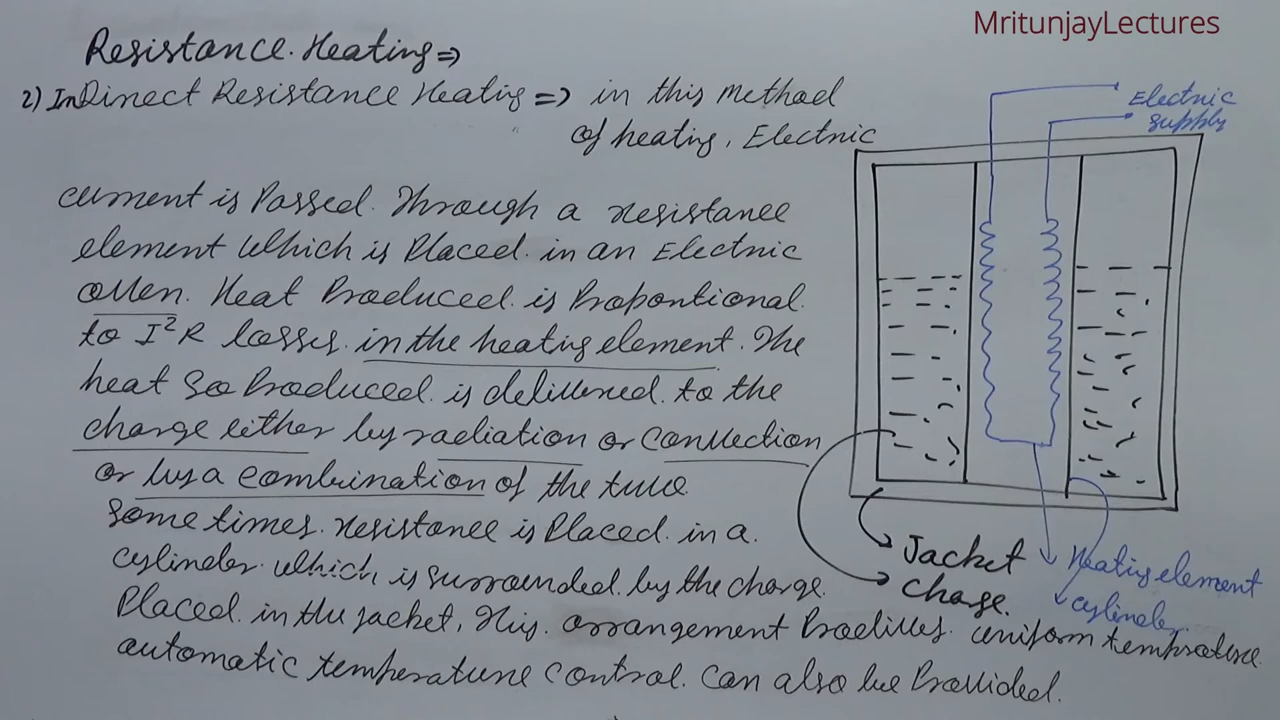 MritunjayLectures
Resistance Heating ⇒
2) InDirect Resistance Heating ⇒ in this Method
of heating, Electric
current is Passed Through a resistance
element which is Placed in an Electric
oven. Heat Produced is Proportional
to I²R losses in the heating element. The
heat so Produced is delivered to the
charge either by radiation or convection
or by a combination of the two
Sometimes resistance is Placed in a
cylinder which is surrounded by the charge
Placed in the jacket, This arrangement Provides uniform temprature
automatic temperature control can also be Provided.
Electric
supply
Jacket
charge.
Heating element
cylinder